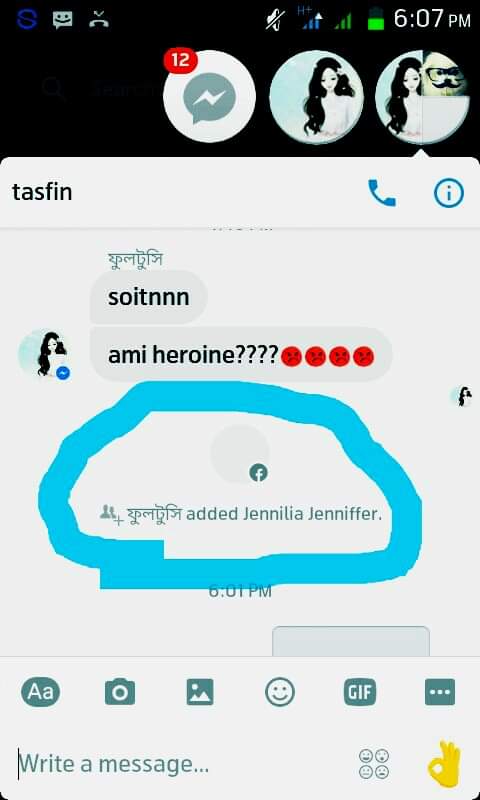 H+
6:07 PM
Search
12
tasfin
ফুলটুসি
soitnnn
ami heroine????
ফুলটুসি added Jennilia Jenniffer.
6:01 PM
Aa
GIF
Write a message...